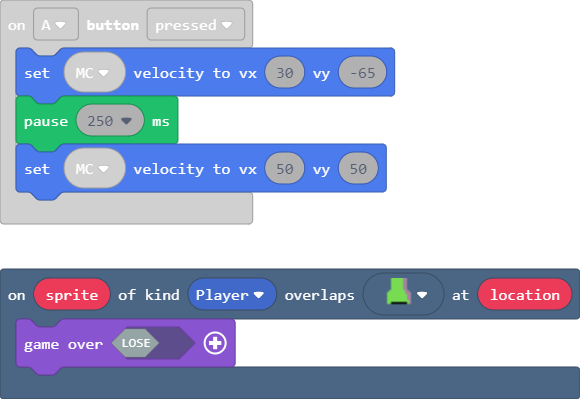 on A button pressed
set MC velocity to vx 30 vy -65
pause 250 ms
set MC velocity to vx 50 vy 50
on sprite of kind Player overlaps at location
game over LOSE